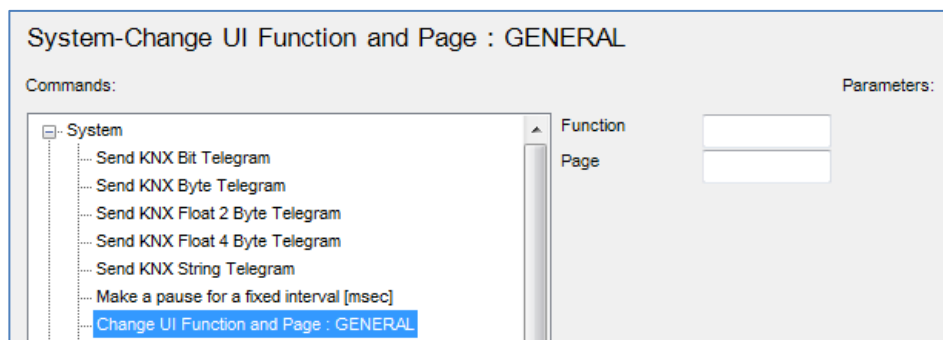 System-Change UI Function and Page : GENERAL
Commands:
Parameters:
System
Function
Send KNX Bit Telegram
Page
Send KNX Byte Telegram
Send KNX Float 2 Byte Telegram
Send KNX Float 4 Byte Telegram
Send KNX String Telegram
Make a pause for a fixed interval [msec]
Change UI Function and Page : GENERAL